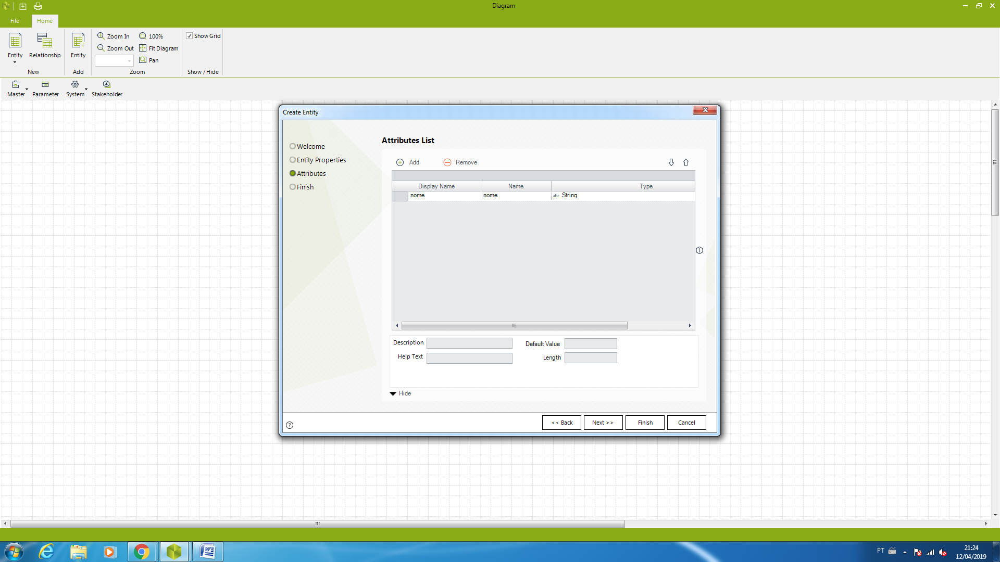 Diagram
File
Home
Entity
Relationship
Entity
Zoom In
100%
Show Grid
Zoom Out
Fit Diagram
Pan
New
Add
Zoom
Show / Hide
Master
Parameter
System
Stakeholder
Create Entity
Welcome
Entity Properties
Attributes
Finish
Attributes List
Add
Remove
Display Name
Name
Type
nome
nome
abc
String
Description
Default Value
Help Text
Length
Hide
<< Back
Next >>
Finish
Cancel
PT
21:24
12/04/2019